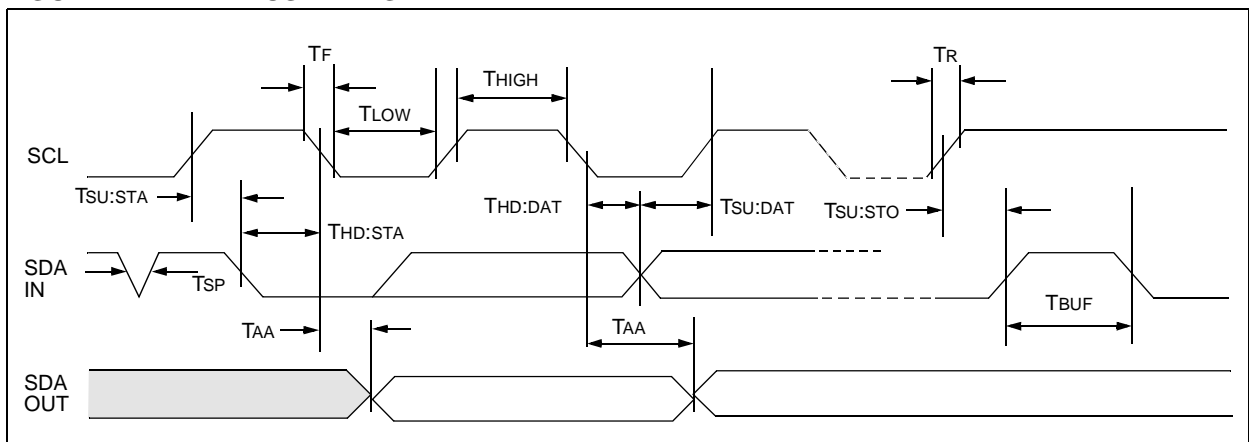 TF
TR
THIGH
TLOW
SCL
TSU:STA
THD:DAT
TSU:DAT
TSU:STO
THD:STA
SDA
IN
TSP
TBUF
TAA
TAA
SDA
OUT